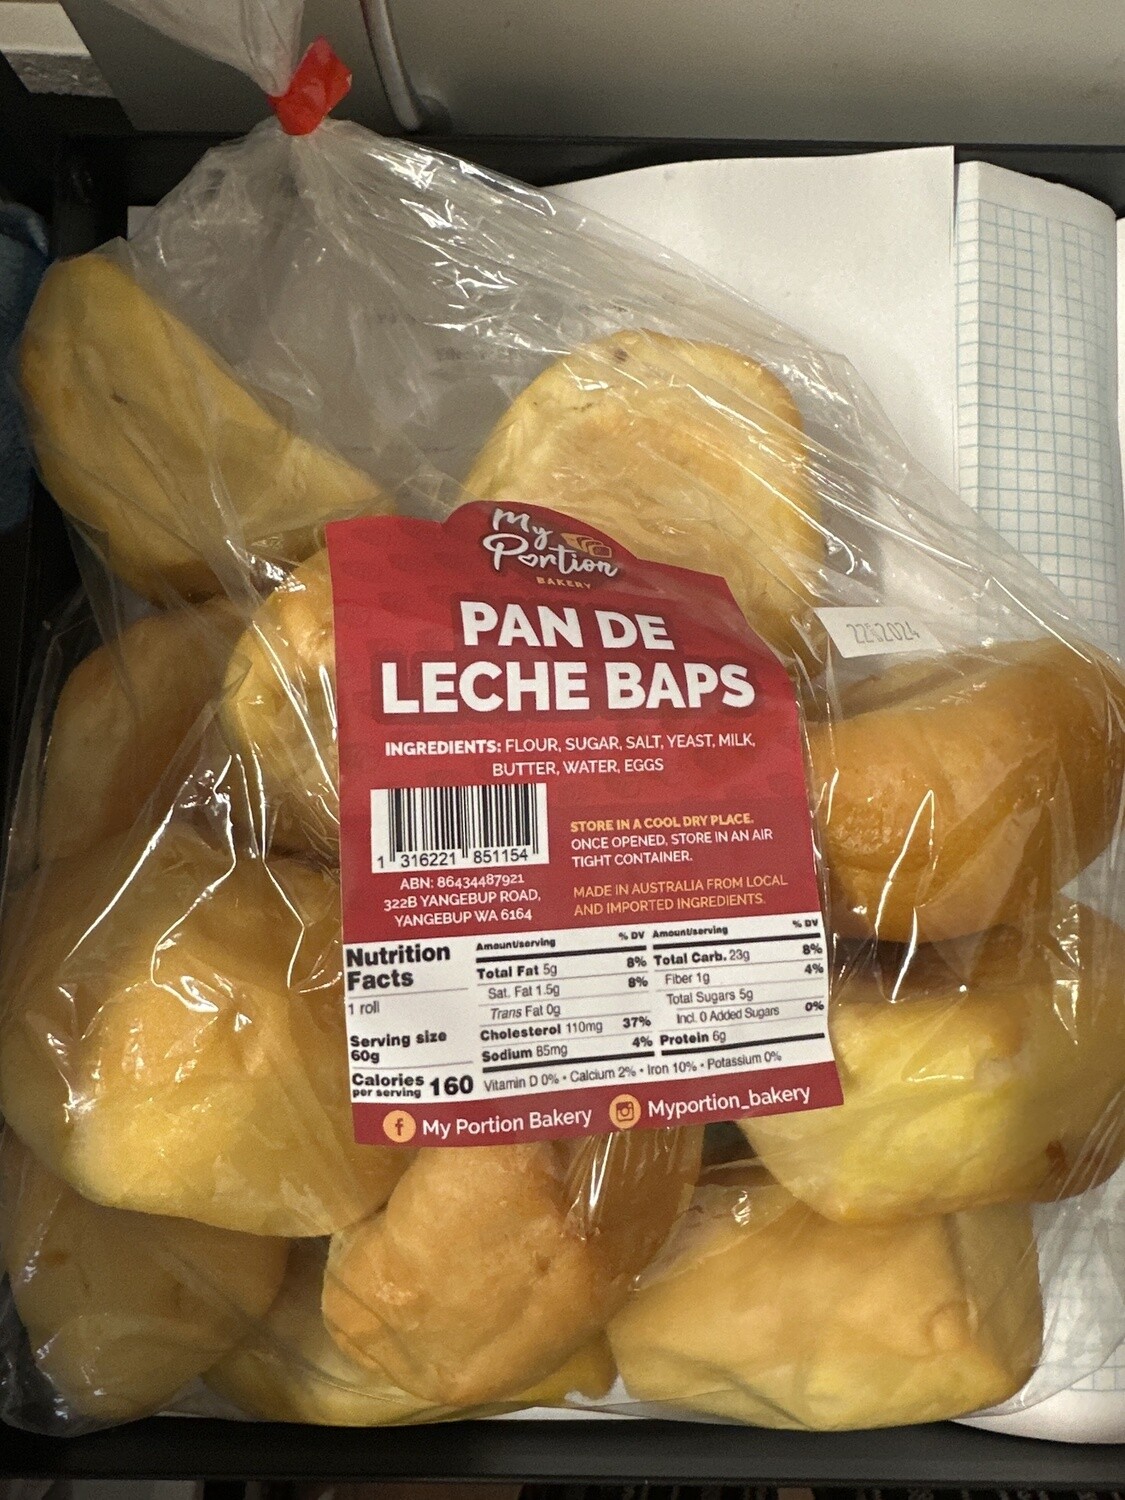 My
Portion
BAKERY
PAN DE
LECHE BAPS
INGREDIENTS: FLOUR, SUGAR, SALT, YEAST, MILK,
BUTTER, WATER, EGGS
1 316221 851154
ABN: 86434487921
322B YANGEBUP ROAD,
YANGEBUP WA 6164
STORE IN A COOL DRY PLACE.
ONCE OPENED, STORE IN AN AIR
TIGHT CONTAINER.
MADE IN AUSTRALIA FROM LOCAL
AND IMPORTED INGREDIENTS.
Nutrition
Facts
1 roll
Serving size
60g
Calories 160
per serving
Amount/serving % DV
Total Fat 5g 8%
Sat. Fat 1.5g 8%
Trans Fat 0g
Cholesterol 110mg 37%
Sodium 85mg 4%
Amount/serving % DV
Total Carb. 23g 8%
Fiber 1g 4%
Total Sugars 5g
Incl. 0 Added Sugars 0%
Protein 6g
Vitamin D 0% • Calcium 2% • Iron 10% • Potassium 0%
My Portion Bakery
Myportion_bakery